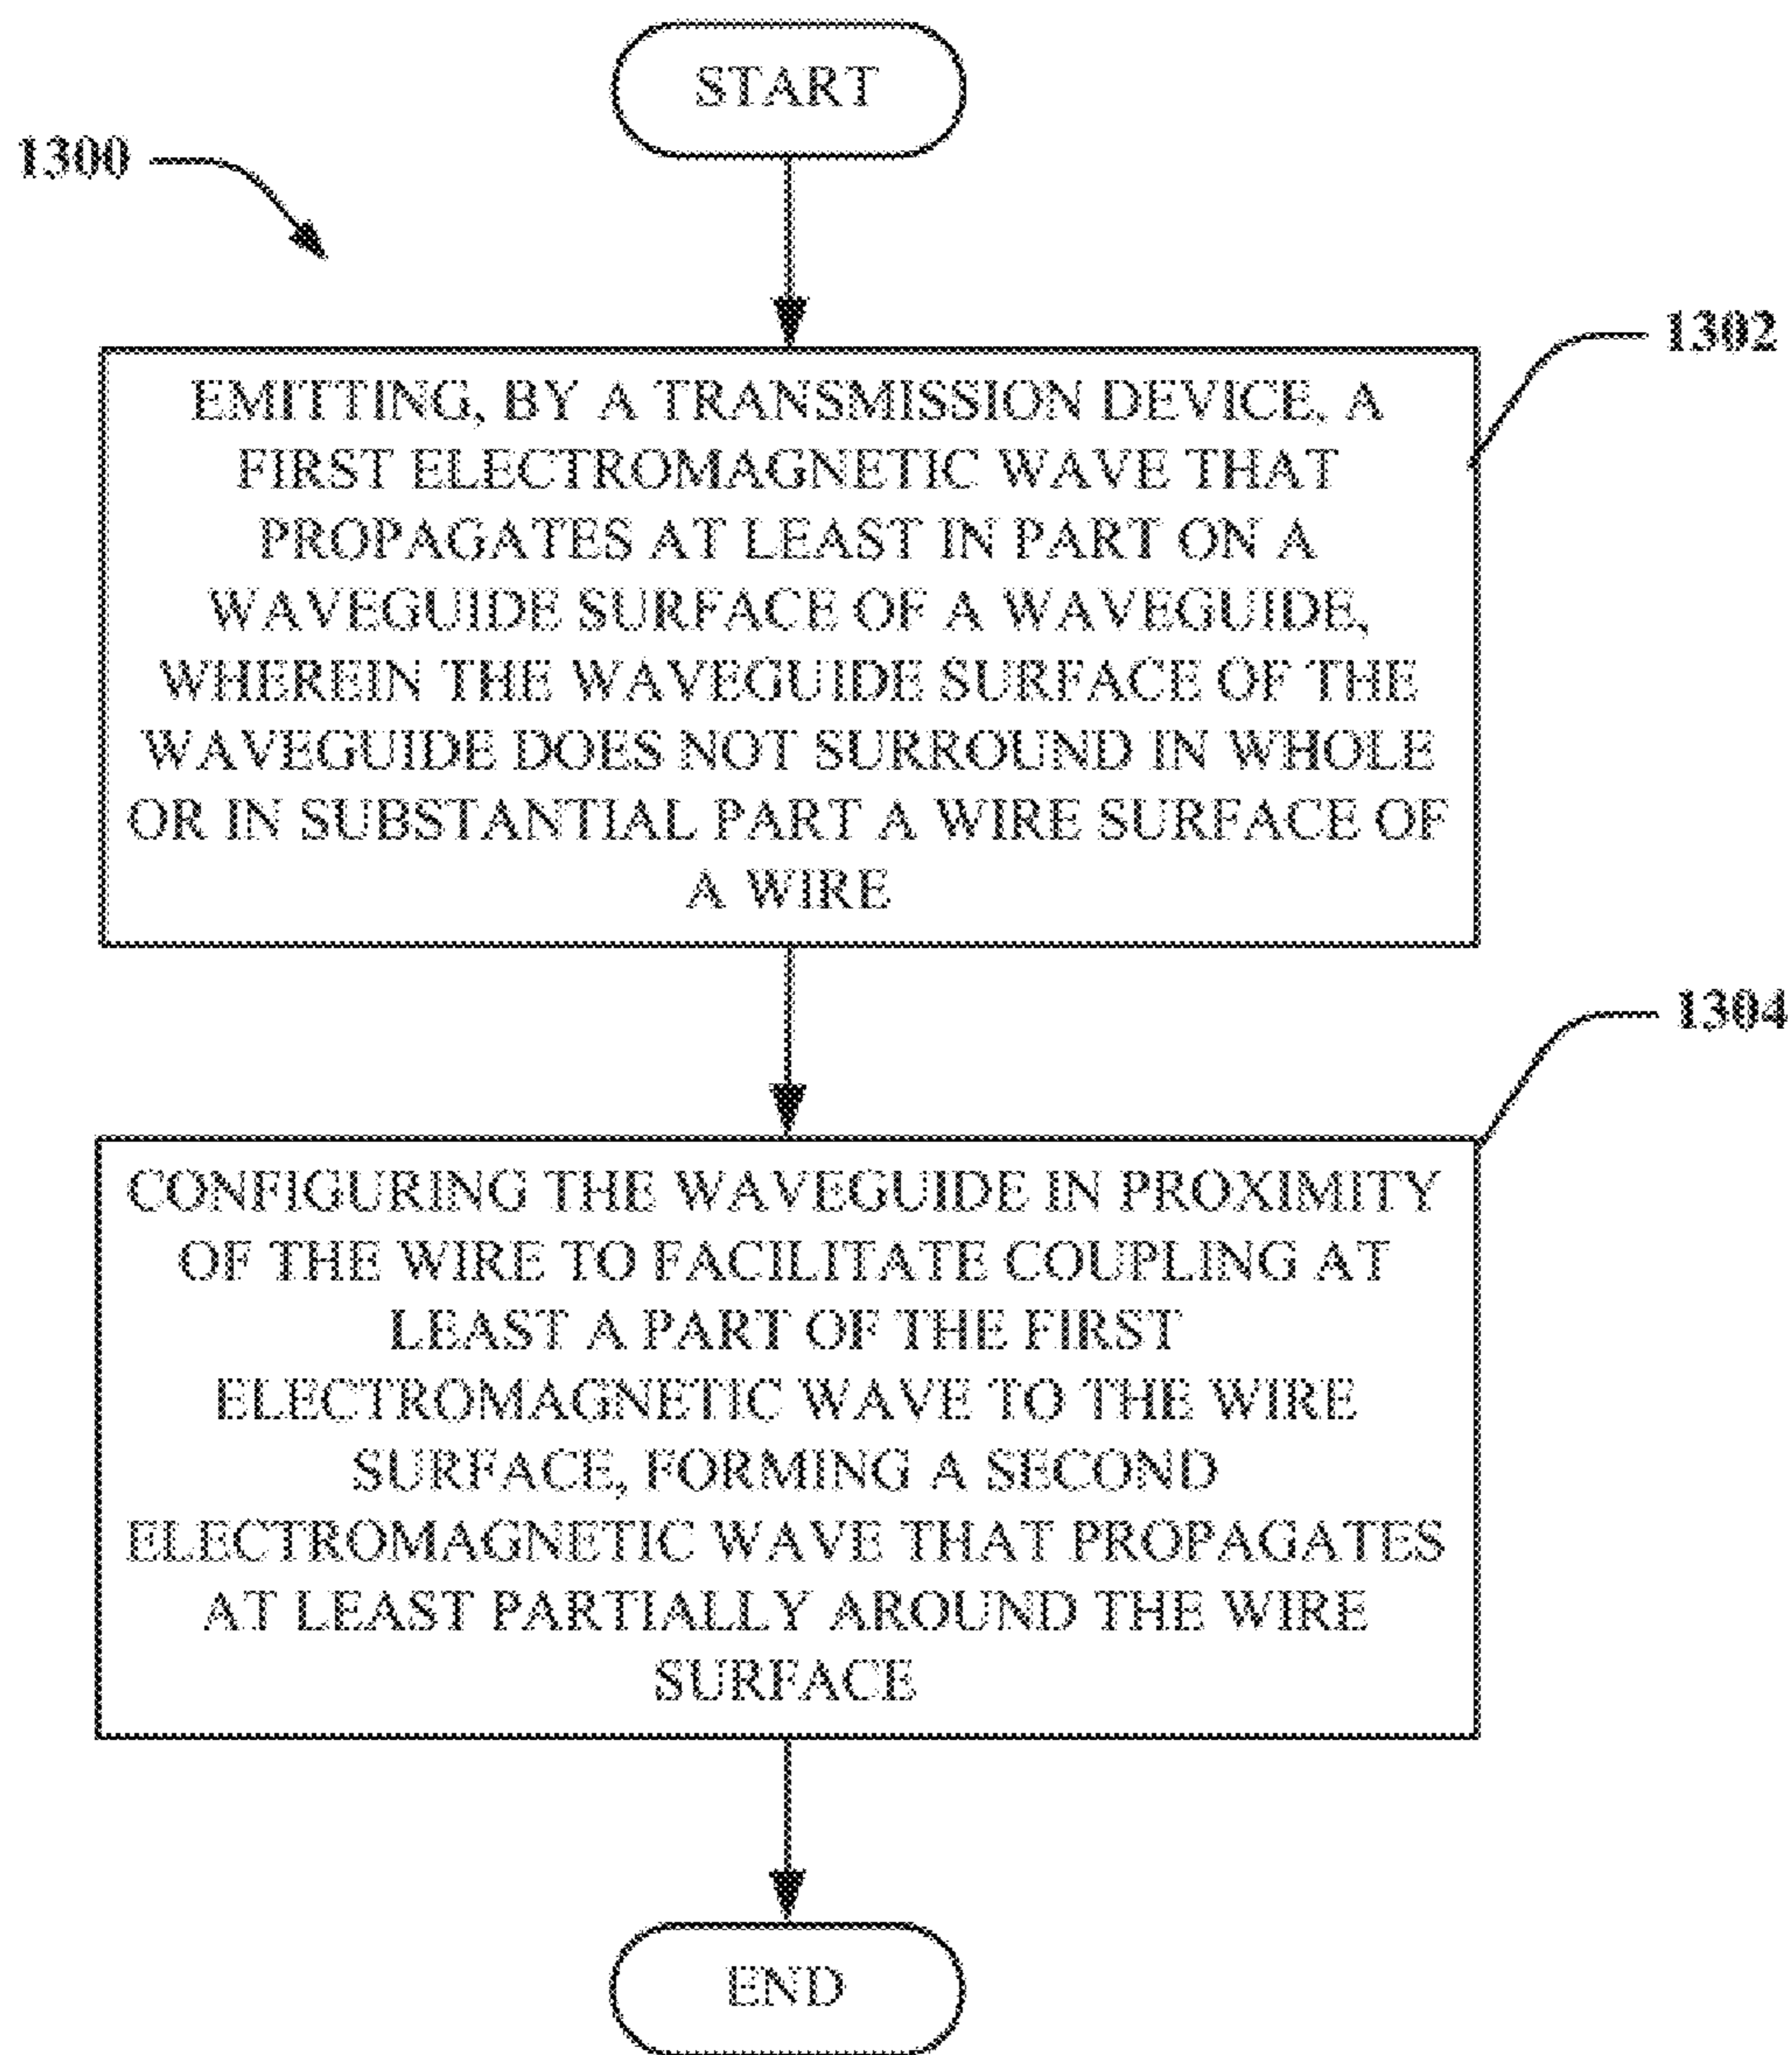 START
1300
1302
EMITTING, BY A TRANSMISSION DEVICE, A
FIRST ELECTROMAGNETIC WAVE THAT
PROPAGATES AT LEAST IN PART ON A
WAVEGUIDE SURFACE OF A WAVEGUIDE,
WHEREIN THE WAVEGUIDE SURFACE OF THE
WAVEGUIDE DOES NOT SURROUND IN WHOLE
OR IN SUBSTANTIAL PART A WIRE SURFACE OF
A WIRE
1304
CONFIGURING THE WAVEGUIDE IN PROXIMITY
OF THE WIRE TO FACILITATE COUPLING AT
LEAST A PART OF THE FIRST
ELECTROMAGNETIC WAVE TO THE WIRE
SURFACE, FORMING A SECOND
ELECTROMAGNETIC WAVE THAT PROPAGATES
AT LEAST PARTIALLY AROUND THE WIRE
SURFACE
END